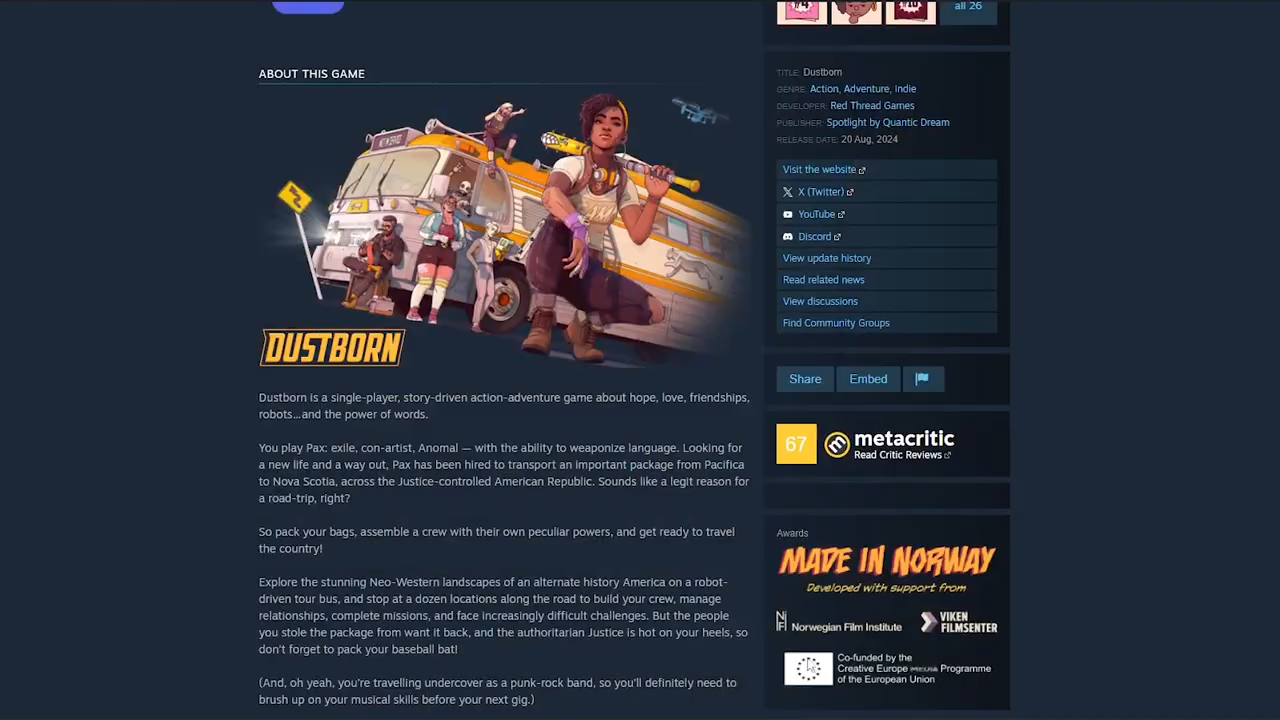 all 26
ABOUT THIS GAME
DUSTBORN
Dustborn is a single-player, story-driven action-adventure game about hope, love, friendships,
robots...and the power of words.
You play Pax: exile, con-artist, Anomal — with the ability to weaponize language. Looking for
a new life and a way out, Pax has been hired to transport an important package from Pacifica
to Nova Scotia, across the Justice-controlled American Republic. Sounds like a legit reason for
a road-trip, right?
So pack your bags, assemble a crew with their own peculiar powers, and get ready to travel
the country!
Explore the stunning Neo-Western landscapes of an alternate history America on a robot-
driven tour bus, and stop at a dozen locations along the road to build your crew, manage
relationships, complete missions, and face increasingly difficult challenges. But the people
you stole the package from want it back, and the authoritarian Justice is hot on your heels, so
don't forget to pack your baseball bat!
(And, oh yeah, you're travelling undercover as a punk-rock band, so you'll definitely need to
brush up on your musical skills before your next gig.)
TITLE: Dustborn
GENRE: Action, Adventure, Indie
DEVELOPER: Red Thread Games
PUBLISHER: Spotlight by Quantic Dream
RELEASE DATE: 20 Aug, 2024
Visit the website
X (Twitter)
YouTube
Discord
View update history
Read related news
View discussions
Find Community Groups
Share Embed
67 metacritic
Read Critic Reviews
Awards
MADE IN NORWAY
Developed with support from
NFI Norwegian Film Institute
VIKEN
FILMSENTER
Co-funded by the
Creative Europe MEDIA Programme
of the European Union